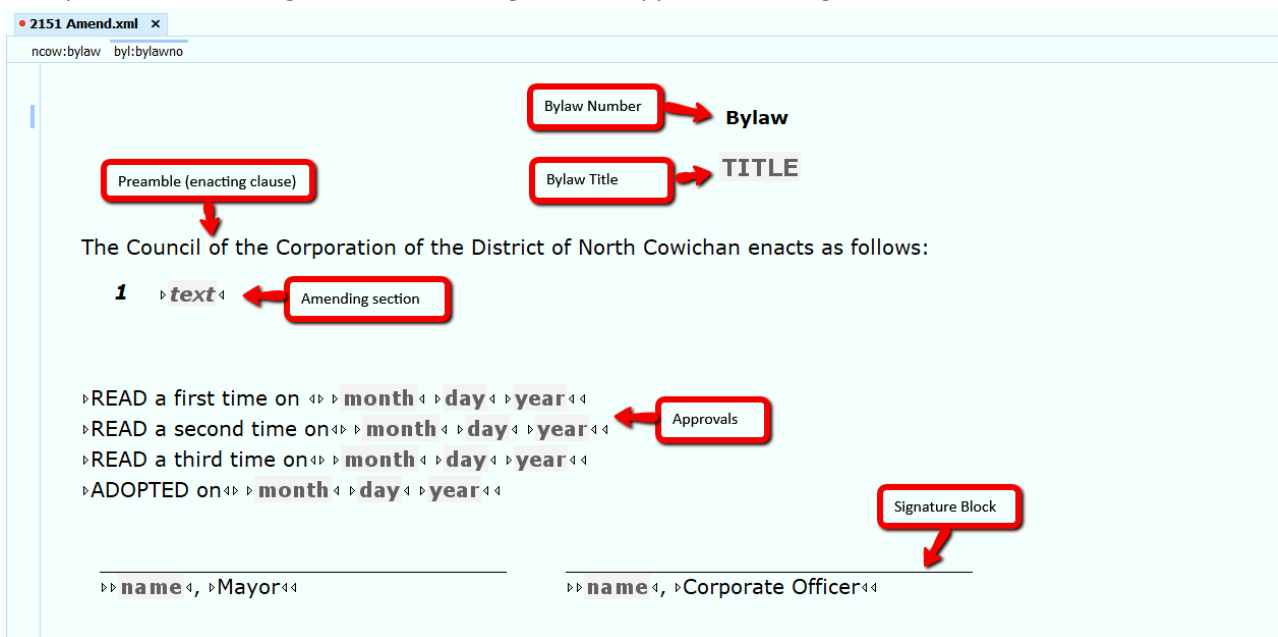 2151 Amend.xml ×
ncow:bylaw byl:bylawno
Bylaw Number
Bylaw
Bylaw Title
TITLE
Preamble (enacting clause)
The Council of the Corporation of the District of North Cowichan enacts as follows:
1 text
Amending section
READ a first time on month day year
READ a second time on month day year
Approvals
READ a third time on month day year
ADOPTED on month day year
Signature Block
name, Mayor name, Corporate Officer